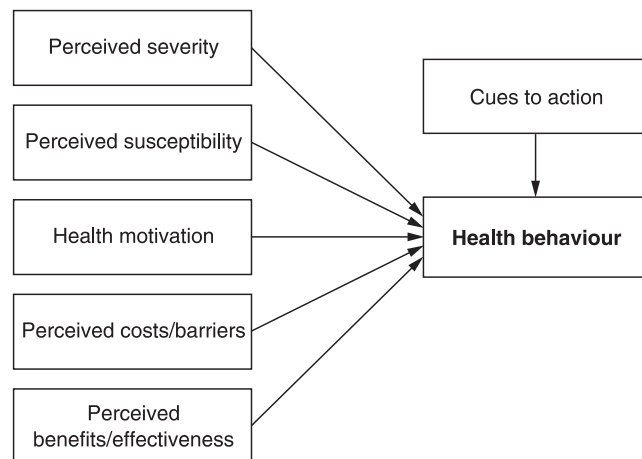 Perceived severity
Perceived susceptibility
Health motivation
Perceived costs/barriers
Perceived
benefits/effectiveness
Cues to action
Health behaviour